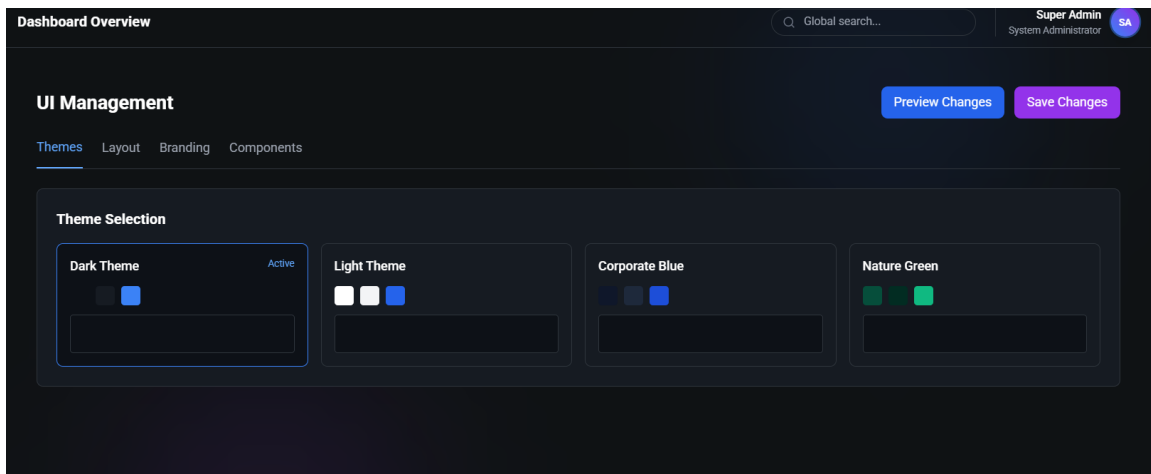 Dashboard Overview
Global search...
Super Admin
System Administrator
SA
UI Management
Preview Changes
Save Changes
Themes Layout Branding Components
Theme Selection
Dark Theme
Active
Light Theme
Corporate Blue
Nature Green